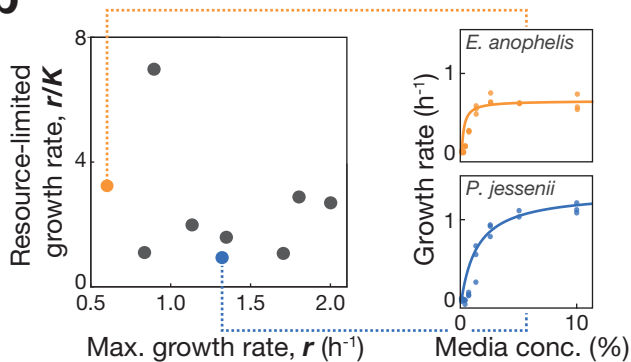 8
4
0
0.5 1.0 1.5 2.0
Resource-limited
growth rate, r/K
Max. growth rate, r (h-1)
E. anophelis
1
0
P. jessenii
1
0
0 10
Growth rate (h-1)
Media conc. (%)